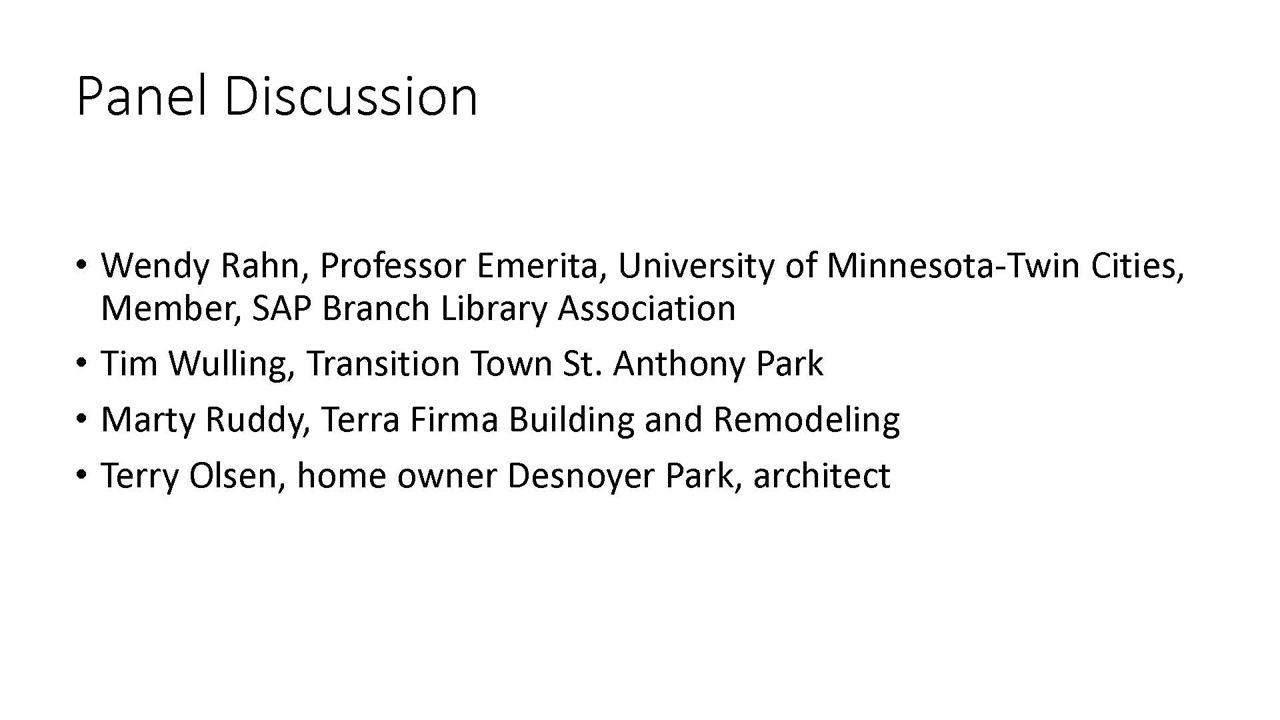 Panel Discussion
• Wendy Rahn, Professor Emerita, University of Minnesota-Twin Cities,
Member, SAP Branch Library Association
• Tim Wulling, Transition Town St. Anthony Park
• Marty Ruddy, Terra Firma Building and Remodeling
• Terry Olsen, home owner Desnoyer Park, architect